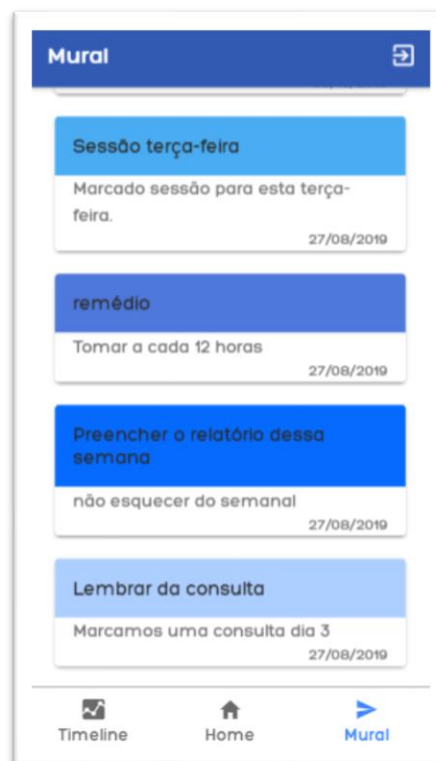 Mural
Sessão terça-feira
Marcado sessão para esta terça-
feira.
27/08/2019
remédio
Tomar a cada 12 horas
27/08/2019
Preencher o relatório dessa
semana
não esquecer do semanal
27/08/2019
Lembrar da consulta
Marcamos uma consulta dia 3
27/08/2019
Timeline Home Mural